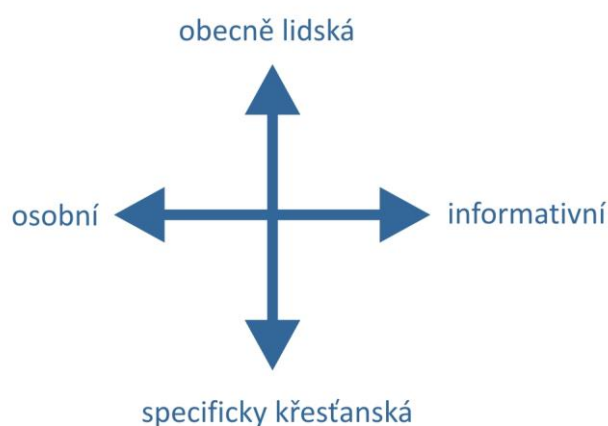 obecně lidská
osobní
informativní
specificky křesťanská